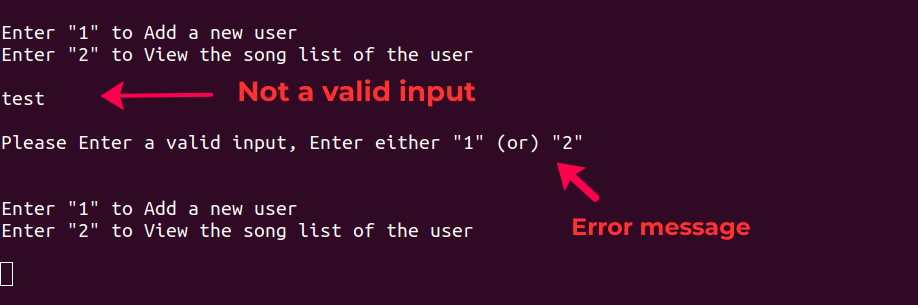 Enter "1" to Add a new user
Enter "2" to View the song list of the user
test
Not a valid input
Please Enter a valid input, Enter either "1" (or) "2"
Enter "1" to Add a new user
Enter "2" to View the song list of the user
Error message